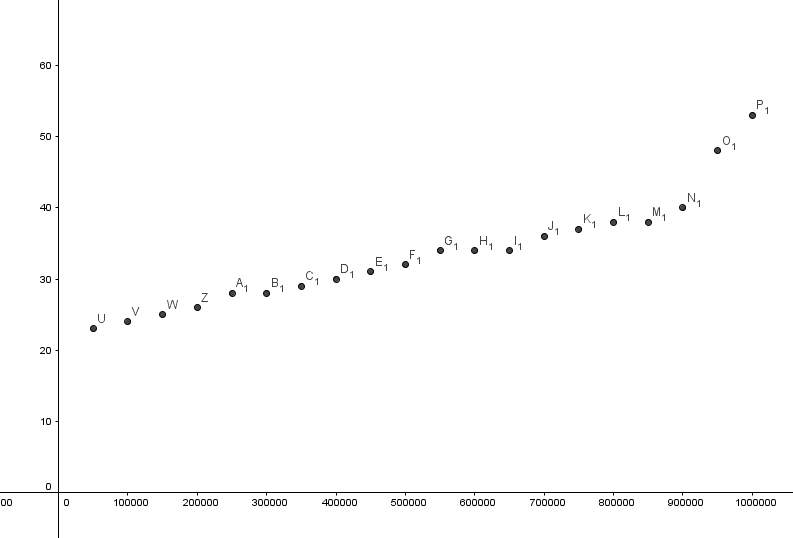 60
P₁
O₁
50
N₁
40
L₁
M₁
K₁
J₁
G₁
H₁
I₁
F₁
E₁
D₁
30
C₁
A₁
B₁
Z
W
V
U
20
10
0
00 0 100000 200000 300000 400000 500000 600000 700000 800000 900000 1000000